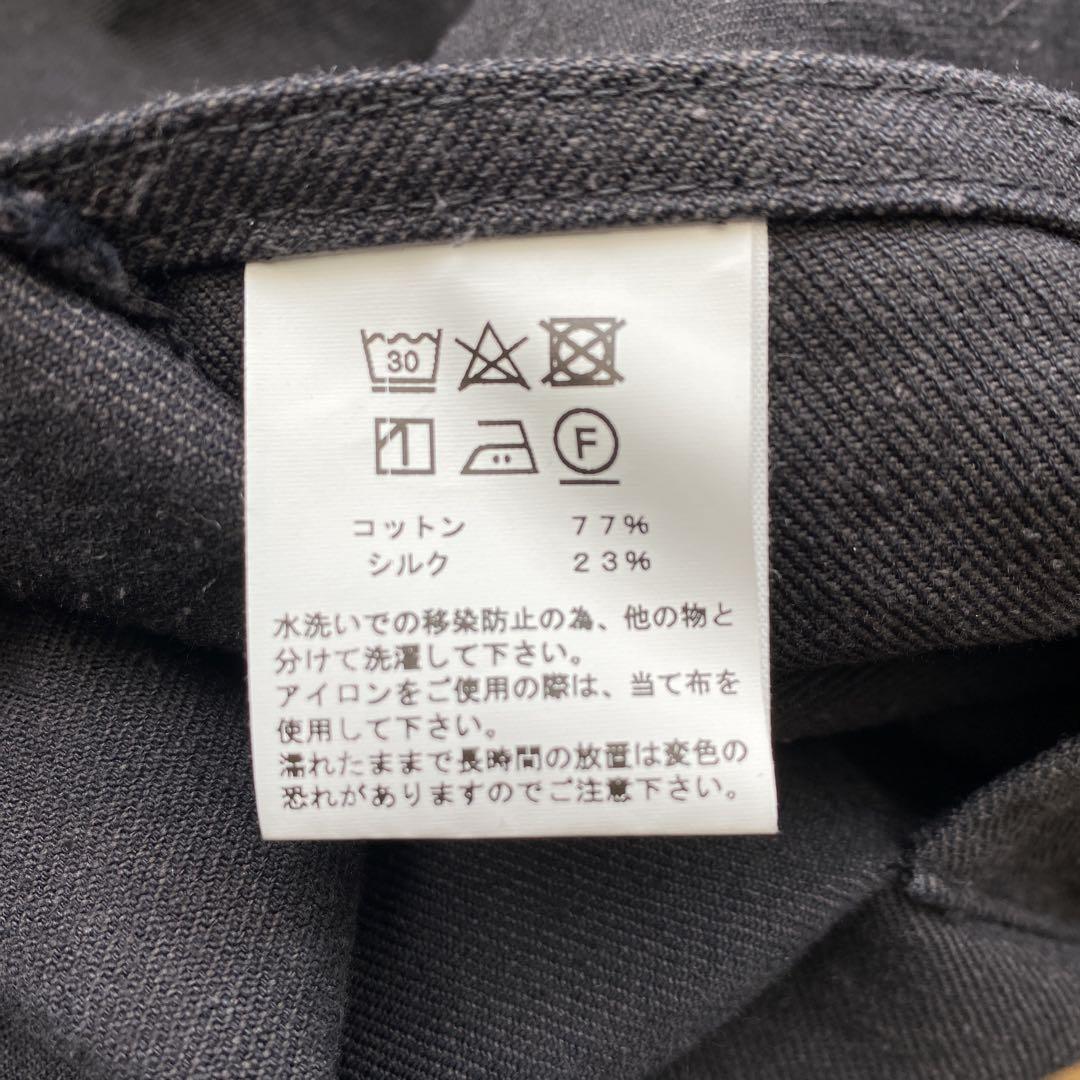 30
F
コットン 77%
シルク 23%
水洗いでの移染防止の為、他の物と
分けて洗濯して下さい。
アイロンをご使用の際は、当て布を
使用して下さい。
濡れたままで長時間の放置は変色の
恐れがありますのでご注意下さい。